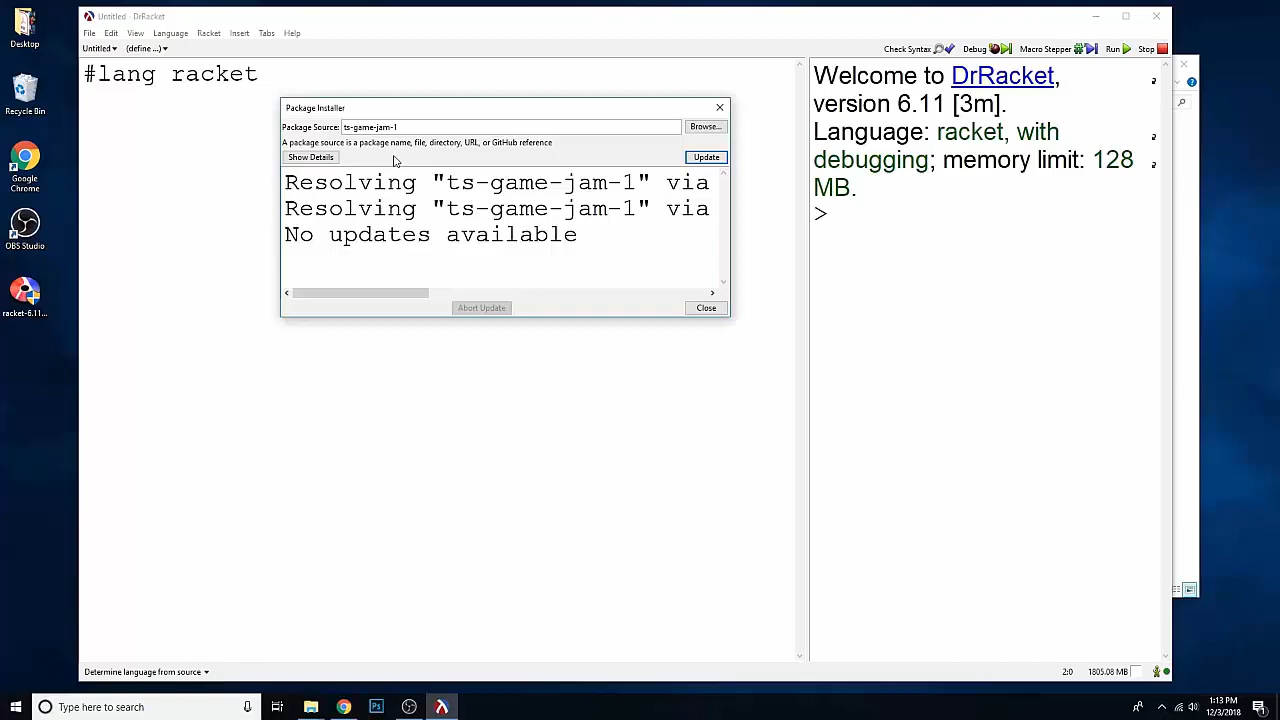 Desktop
Recycle Bin
Google Chrome
OBS Studio
racket-6.11...
Untitled - DrRacket
File Edit View Language Racket Insert Tabs Help
Untitled (define ...) Check Syntax Debug Macro Stepper Run Stop
#lang racket
Package Installer
Package Source: ts-game-jam-1 Browse...
A package source is a package name, file, directory, URL, or GitHub reference
Show Details Update
Resolving "ts-game-jam-1" via
Resolving "ts-game-jam-1" via
No updates available
Abort Update Close
Welcome to DrRacket,
version 6.11 [3m].
Language: racket, with
debugging; memory limit: 128
MB.
>
Determine language from source 2:0 1805.08 MB
Type here to search
1:13 PM
12/3/2018